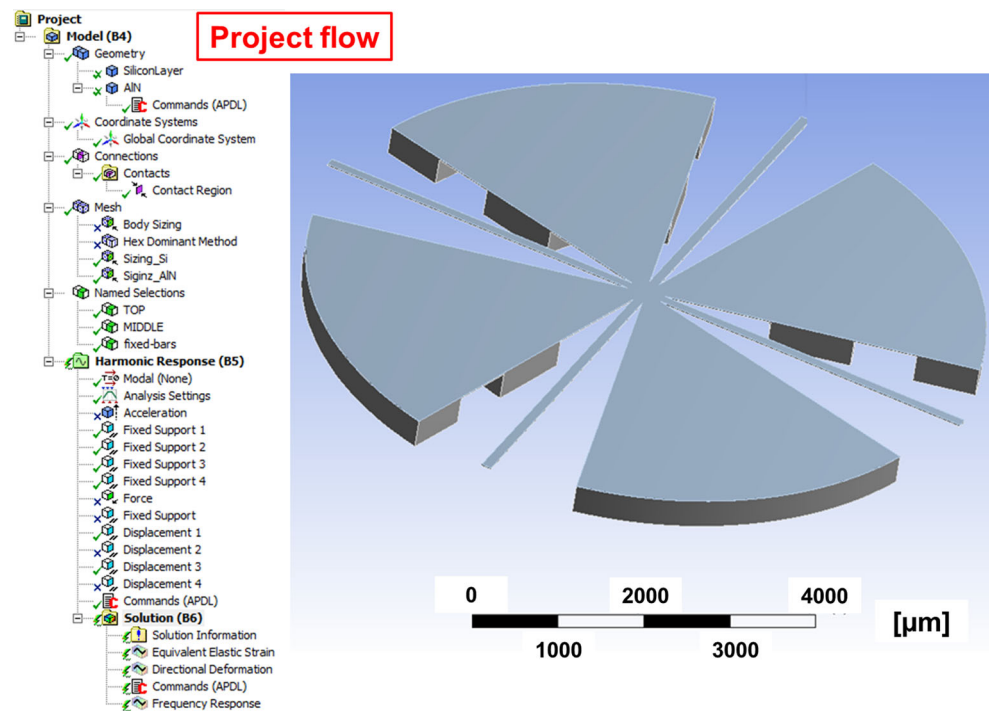 Project
Project flow
Model (B4)
Geometry
SiliconLayer
AlN
Commands (APDL)
Coordinate Systems
Global Coordinate System
Connections
Contacts
Contact Region
Mesh
Body Sizing
Hex Dominant Method
Sizing_Si
Siginz_AlN
Named Selections
TOP
MIDDLE
fixed-bars
Harmonic Response (B5)
Modal (None)
Analysis Settings
Acceleration
Fixed Support 1
Fixed Support 2
Fixed Support 3
Fixed Support 4
Force
Fixed Support
Displacement 1
Displacement 2
Displacement 3
Displacement 4
Commands (APDL)
Solution (B6)
Solution Information
Equivalent Elastic Strain
Directional Deformation
Commands (APDL)
Frequency Response
0 2000 4000
[µm]
1000 3000